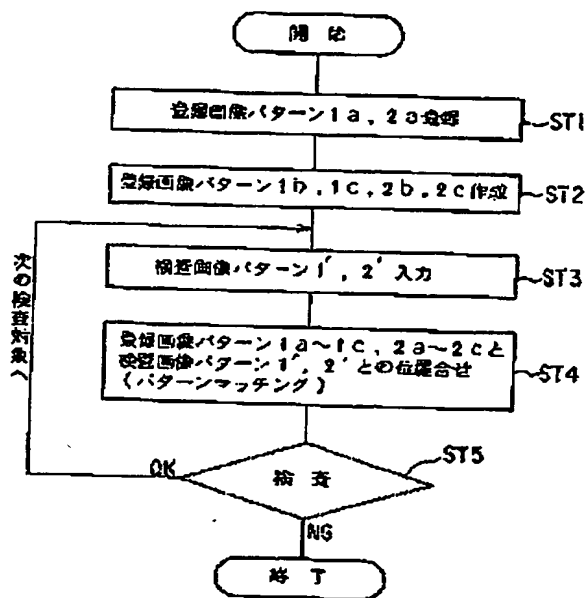 開始
登録画像パターン1a,2a登録
ST1
登録画像パターン1b,1c,2b,2c作成
ST2
次の検査対象へ
検査画像パターン1′,2′入力
ST3
登録画像パターン1a~1c,2a~2cと
検査画像パターン1′,2′との位置合せ
(パターンマッチング)
ST4
OK
検査
ST5
NG
終了